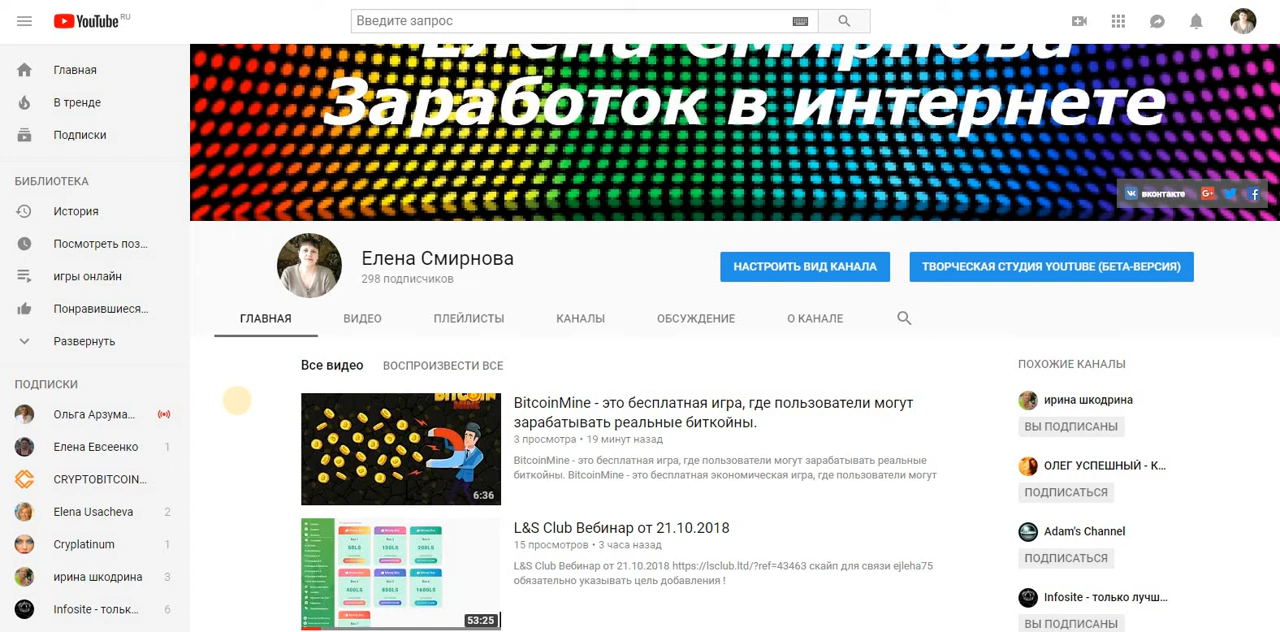 YouTube RU
Введите запрос
Елена Смирнова
Заработок в интернете
вконтакте
G+
Главная
В тренде
Подписки
БИБЛИОТЕКА
История
Посмотреть поз...
игры онлайн
Понравившиеся...
Развернуть
ПОДПИСКИ
Ольга Арзума...
Елена Евсеенко 1
CRYPTOBITCOIN...
Elena Usacheva 2
Cryplatinum 1
ирина шкодрина 3
Infosite - тольк... 6
Елена Смирнова
298 подписчиков
НАСТРОИТЬ ВИД КАНАЛА
ТВОРЧЕСКАЯ СТУДИЯ YOUTUBE (БЕТА-ВЕРСИЯ)
ГЛАВНАЯ ВИДЕО ПЛЕЙЛИСТЫ КАНАЛЫ ОБСУЖДЕНИЕ О КАНАЛЕ
Все видео ВОСПРОИЗВЕСТИ ВСЕ
BITCOIN
MINE
6:36
BitcoinMine - это бесплатная игра, где пользователи могут
зарабатывать реальные биткойны.
3 просмотра • 19 минут назад
BitcoinMine - это бесплатная игра, где пользователи могут зарабатывать реальные
биткойны. BitcoinMine - это бесплатная экономическая игра, где пользователи могут
53:25
L&S Club Вебинар от 21.10.2018
15 просмотров • 3 часа назад
L&S Club Вебинар от 21.10.2018 https://lsclub.ltd/?ref=43463 скайп для связи ejleha75
обязательно указывать цель добавления !
ПОХОЖИЕ КАНАЛЫ
ирина шкодрина
ВЫ ПОДПИСАНЫ
ОЛЕГ УСПЕШНЫЙ - К...
ПОДПИСАТЬСЯ
Adam's Channel
ПОДПИСАТЬСЯ
Infosite - только лучш...
ВЫ ПОДПИСАНЫ